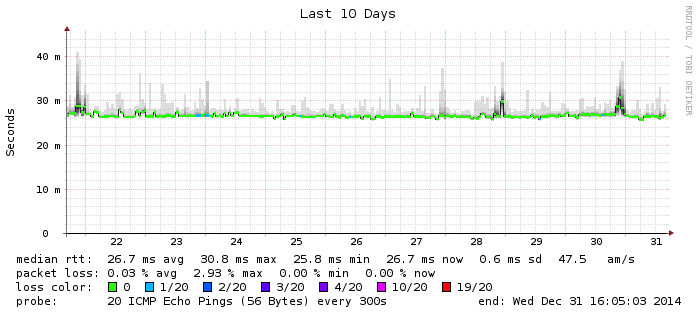 Last 10 Days
RRDTOOL / TOBI OETIKER
Seconds
40 m
30 m
20 m
10 m
0
22 23 24 25 26 27 28 29 30 31
median rtt: 26.7 ms avg 30.8 ms max 25.8 ms min 26.7 ms now 0.6 ms sd 47.5 am/s
packet loss: 0.03 % avg 2.93 % max 0.00 % min 0.00 % now
loss color: 0 1/20 2/20 3/20 4/20 10/20 19/20
probe: 20 ICMP Echo Pings (56 Bytes) every 300s end: Wed Dec 31 16:05:03 2014